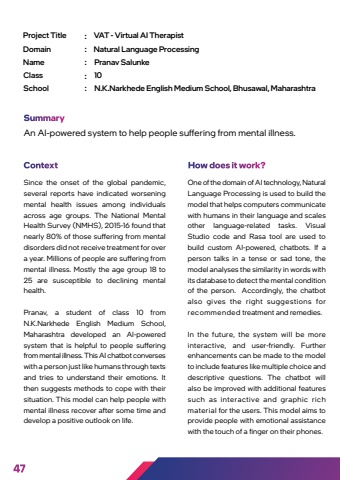 Project Title : VAT - Virtual AI Therapist
Domain : Natural Language Processing
Name : Pranav Salunke
Class : 10
School : N.K.Narkhede English Medium School, Bhusawal, Maharashtra
Summary
An AI-powered system to help people suffering from mental illness.
Context
Since the onset of the global pandemic,
several reports have indicated worsening
mental health issues among individuals
across age groups. The National Mental
Health Survey (NMHS), 2015-16 found that
nearly 80% of those suffering from mental
disorders did not receive treatment for over
a year. Millions of people are suffering from
mental illness. Mostly the age group 18 to
25 are susceptible to declining mental
health.
Pranav, a student of class 10 from
N.K.Narkhede English Medium School,
Maharashtra developed an AI-powered
system that is helpful to people suffering
from mental illness. This AI chatbot converses
with a person just like humans through texts
and tries to understand their emotions. It
then suggests methods to cope with their
situation. This model can help people with
mental illness recover after some time and
develop a positive outlook on life.
How does it work?
One of the domain of AI technology, Natural
Language Processing is used to build the
model that helps computers communicate
with humans in their language and scales
other language-related tasks. Visual
Studio code and Rasa tool are used to
build custom AI-powered, chatbots. If a
person talks in a tense or sad tone, the
model analyses the similarity in words with
its database to detect the mental condition
of the person. Accordingly, the chatbot
also gives the right suggestions for
recommended treatment and remedies.
In the future, the system will be more
interactive, and user-friendly. Further
enhancements can be made to the model
to include features like multiple choice and
descriptive questions. The chatbot will
also be improved with additional features
such as interactive and graphic rich
material for the users. This model aims to
provide people with emotional assistance
with the touch of a finger on their phones.
47